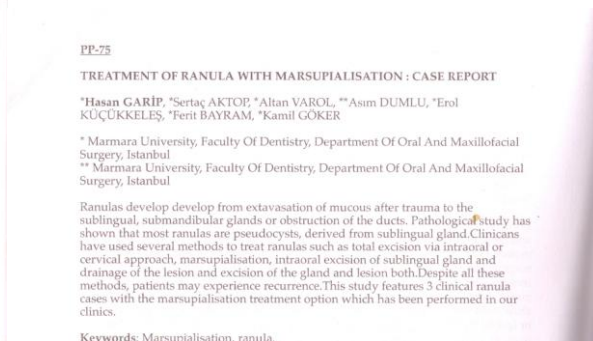 PP-75
TREATMENT OF RANULA WITH MARSUPIALISATION : CASE REPORT
*Hasan GARİP, *Sertaç AKTOP, *Altan VAROL, **Asım DUMLU, *Erol
KÜÇÜKKELEŞ, *Ferit BAYRAM, *Kamil GÖKER
* Marmara University, Faculty Of Dentistry, Department Of Oral And Maxillofacial
Surgery, Istanbul
** Marmara University, Faculty Of Dentistry, Department Of Oral And Maxillofacial
Surgery, Istanbul
Ranulas develop develop from extavasation of mucous after trauma to the
sublingual, submandibular glands or obstruction of the ducts. Pathological study has
shown that most ranulas are pseudocysts, derived from sublingual gland.Clinicans
have used several methods to treat ranulas such as total excision via intraoral or
cervical approach, marsupialisation, intraoral excision of sublingual gland and
drainage of the lesion and excision of the gland and lesion both.Despite all these
methods, patients may experience recurrence.This study features 3 clinical ranula
cases with the marsupialisation treatment option which has been performed in our
clinics.
Keywords: Marsupialisation, ranula.